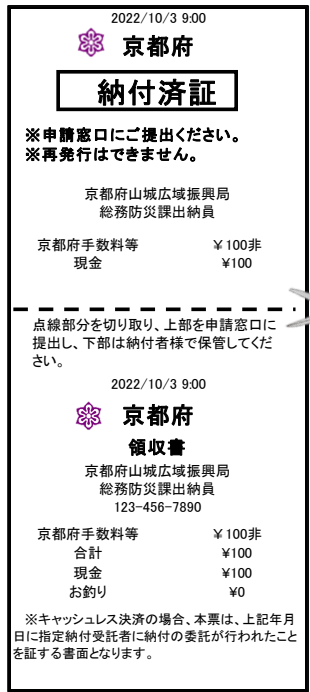 2022/10/3 9:00
京都府
納付済証
※申請窓口にご提出ください。
※再発行はできません。
京都府山城広域振興局
総務防災課出納員
京都府手数料等 ￥100非
現金 ¥100
点線部分を切り取り、上部を申請窓口に
提出し、下部は納付者様で保管してくだ
さい。
2022/10/3 9:00
京都府
領収書
京都府山城広域振興局
総務防災課出納員
123-456-7890
京都府手数料等 ￥100非
合計 ¥100
現金 ¥100
お釣り ¥0
※キャッシュレス決済の場合、本票は、上記年月
日に指定納付受託者に納付の委託が行われたこと
を証する書面となります。